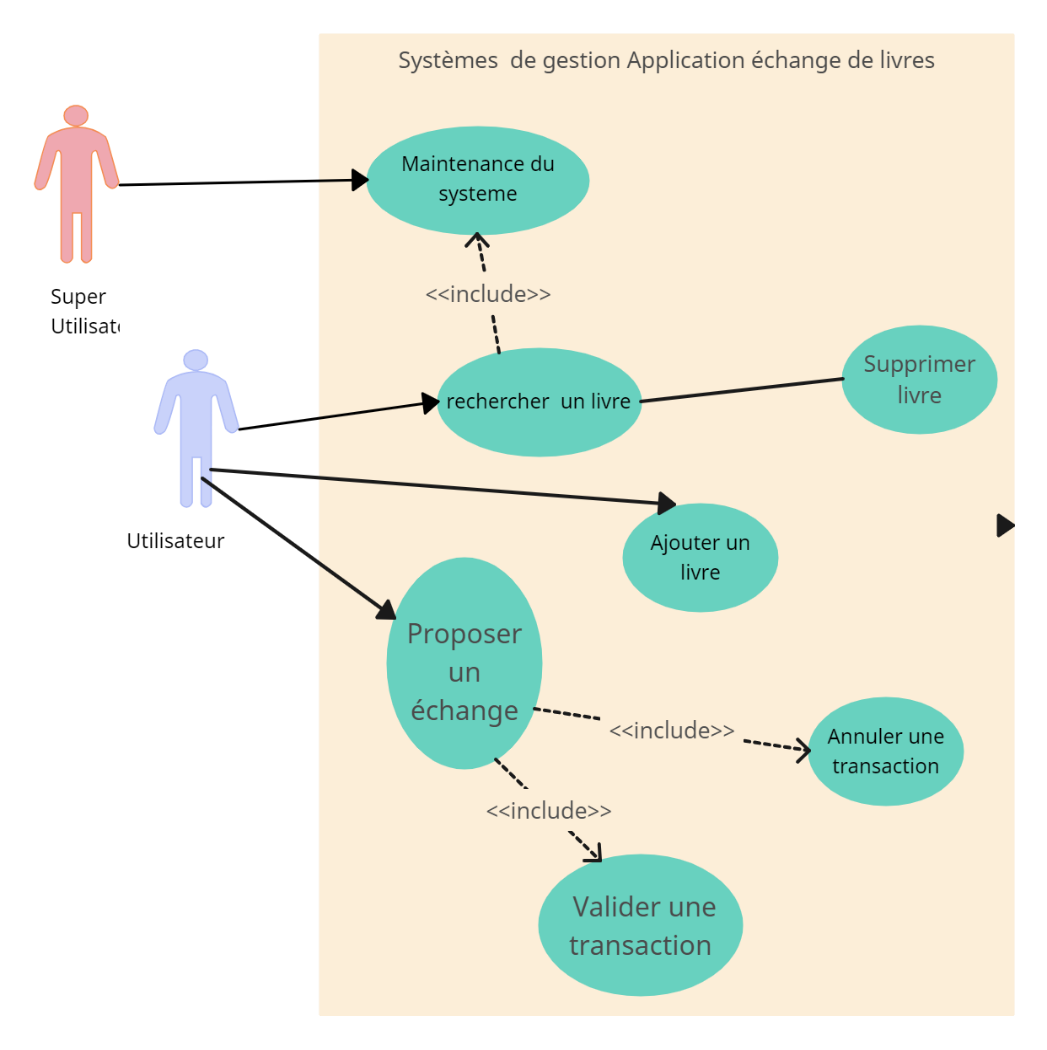 Systèmes de gestion Application échange de livres
Maintenance du
systeme
<<include>>
Super
Utilisate
rechercher un livre
Supprimer
livre
Utilisateur
Ajouter un
livre
Proposer
un
échange
<<include>>
Annuler une
transaction
<<include>>
Valider une
transaction